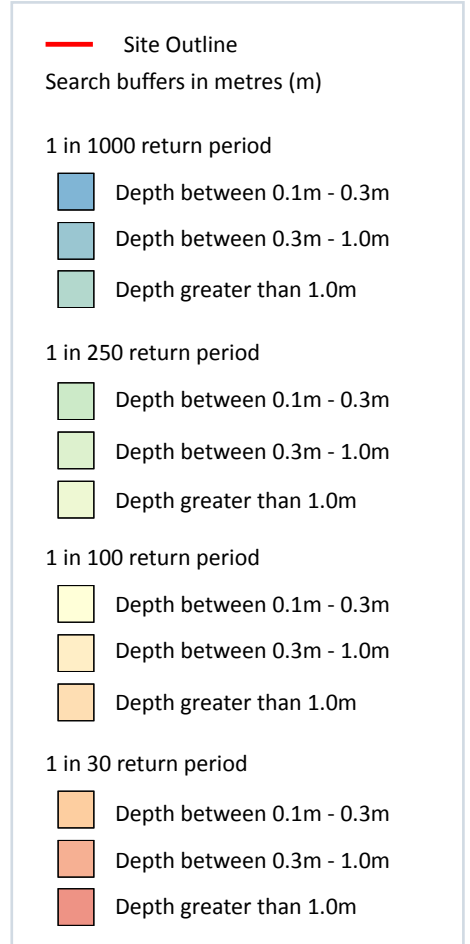 Site Outline
Search buffers in metres (m)
1 in 1000 return period
Depth between 0.1m - 0.3m
Depth between 0.3m - 1.0m
Depth greater than 1.0m
1 in 250 return period
Depth between 0.1m - 0.3m
Depth between 0.3m - 1.0m
Depth greater than 1.0m
1 in 100 return period
Depth between 0.1m - 0.3m
Depth between 0.3m - 1.0m
Depth greater than 1.0m
1 in 30 return period
Depth between 0.1m - 0.3m
Depth between 0.3m - 1.0m
Depth greater than 1.0m